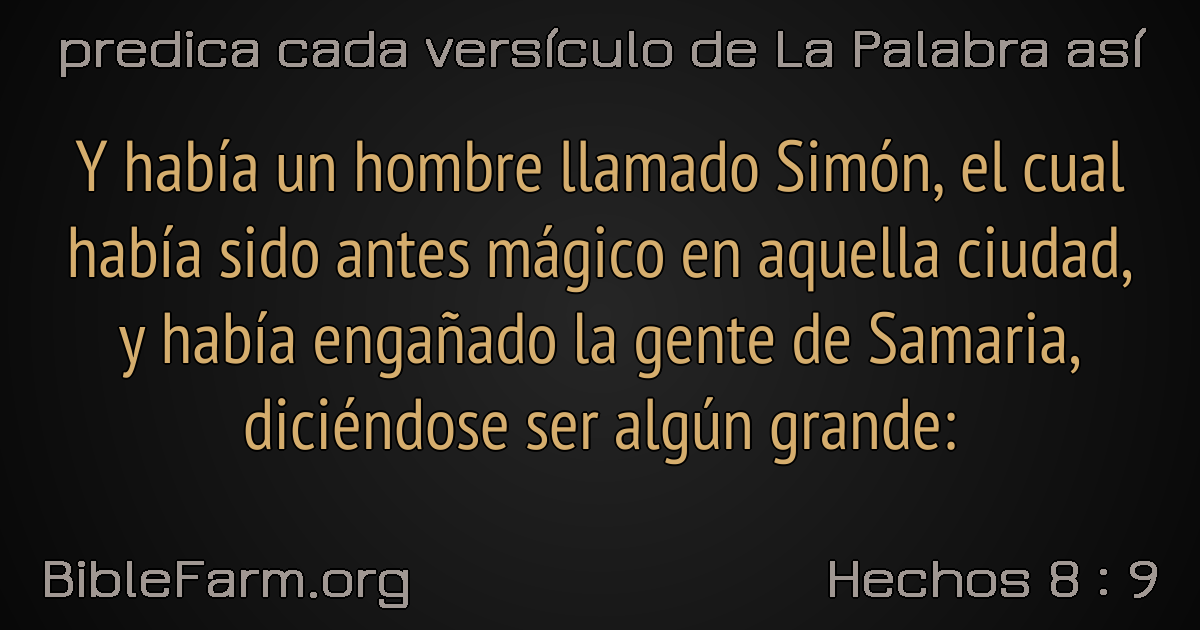 predica cada versículo de La Palabra así
Y había un hombre llamado Simón, el cual
había sido antes mágico en aquella ciudad,
y había engañado la gente de Samaria,
diciéndose ser algún grande:
BibleFarm.org
Hechos 8 : 9